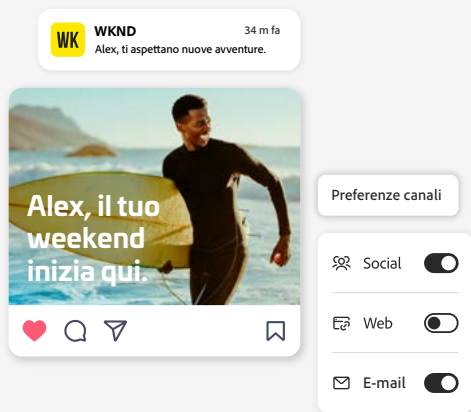 WK
WKND
34 m fa
Alex, ti aspettano nuove avventure.
Alex, il tuo
weekend
inizia qui.
Preferenze canali
Social
Web
E-mail